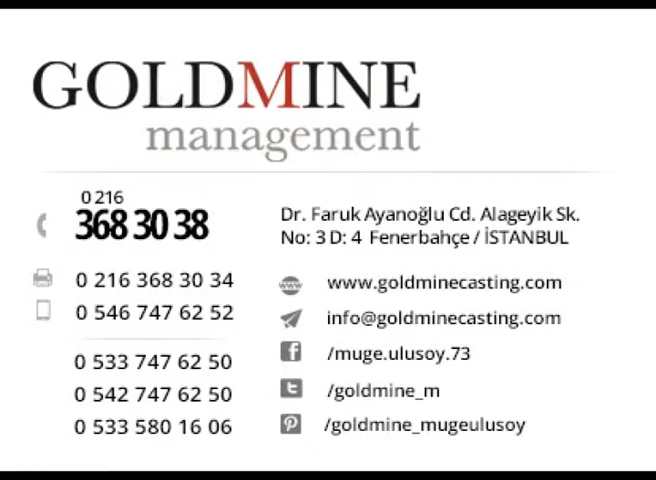 GOLDMINE
management
0 216
368 30 38
0 216 368 30 34
0 546 747 62 52
0 533 747 62 50
0 542 747 62 50
0 533 580 16 06
Dr. Faruk Ayanoğlu Cd. Alageyik Sk.
No: 3 D: 4 Fenerbahçe / İSTANBUL
www.goldminecasting.com
info@goldminecasting.com
/muge.ulusoy.73
/goldmine_m
/goldmine_mugeulusoy